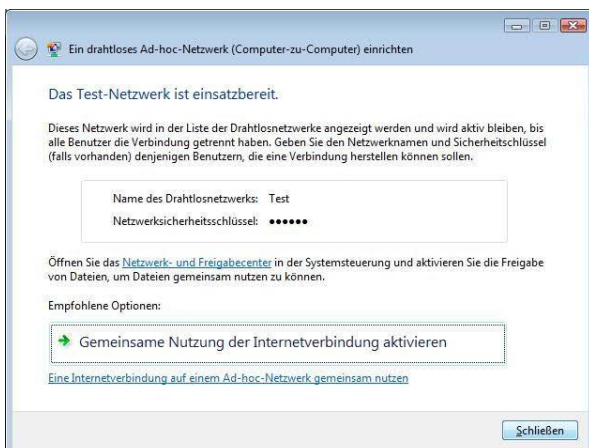 Ein drahtloses Ad-hoc-Netzwerk (Computer-zu-Computer) einrichten
Das Test-Netzwerk ist einsatzbereit.
Dieses Netzwerk wird in der Liste der Drahtlosnetzwerke angezeigt werden und wird aktiv bleiben, bis
alle Benutzer die Verbindung getrennt haben. Geben Sie den Netzwerknamen und Sicherheitsschlüssel
(falls vorhanden) denjenigen Benutzern, die eine Verbindung herstellen können sollen.
Name des Drahtlosnetzwerks: Test
Netzwerksicherheitsschlüssel: ●●●●●●
Öffnen Sie das Netzwerk- und Freigabecenter in der Systemsteuerung und aktivieren Sie die Freigabe
von Dateien, um Dateien gemeinsam nutzen zu können.
Empfohlene Optionen:
Gemeinsame Nutzung der Internetverbindung aktivieren
Eine Internetverbindung auf einem Ad-hoc-Netzwerk gemeinsam nutzen
Schließen